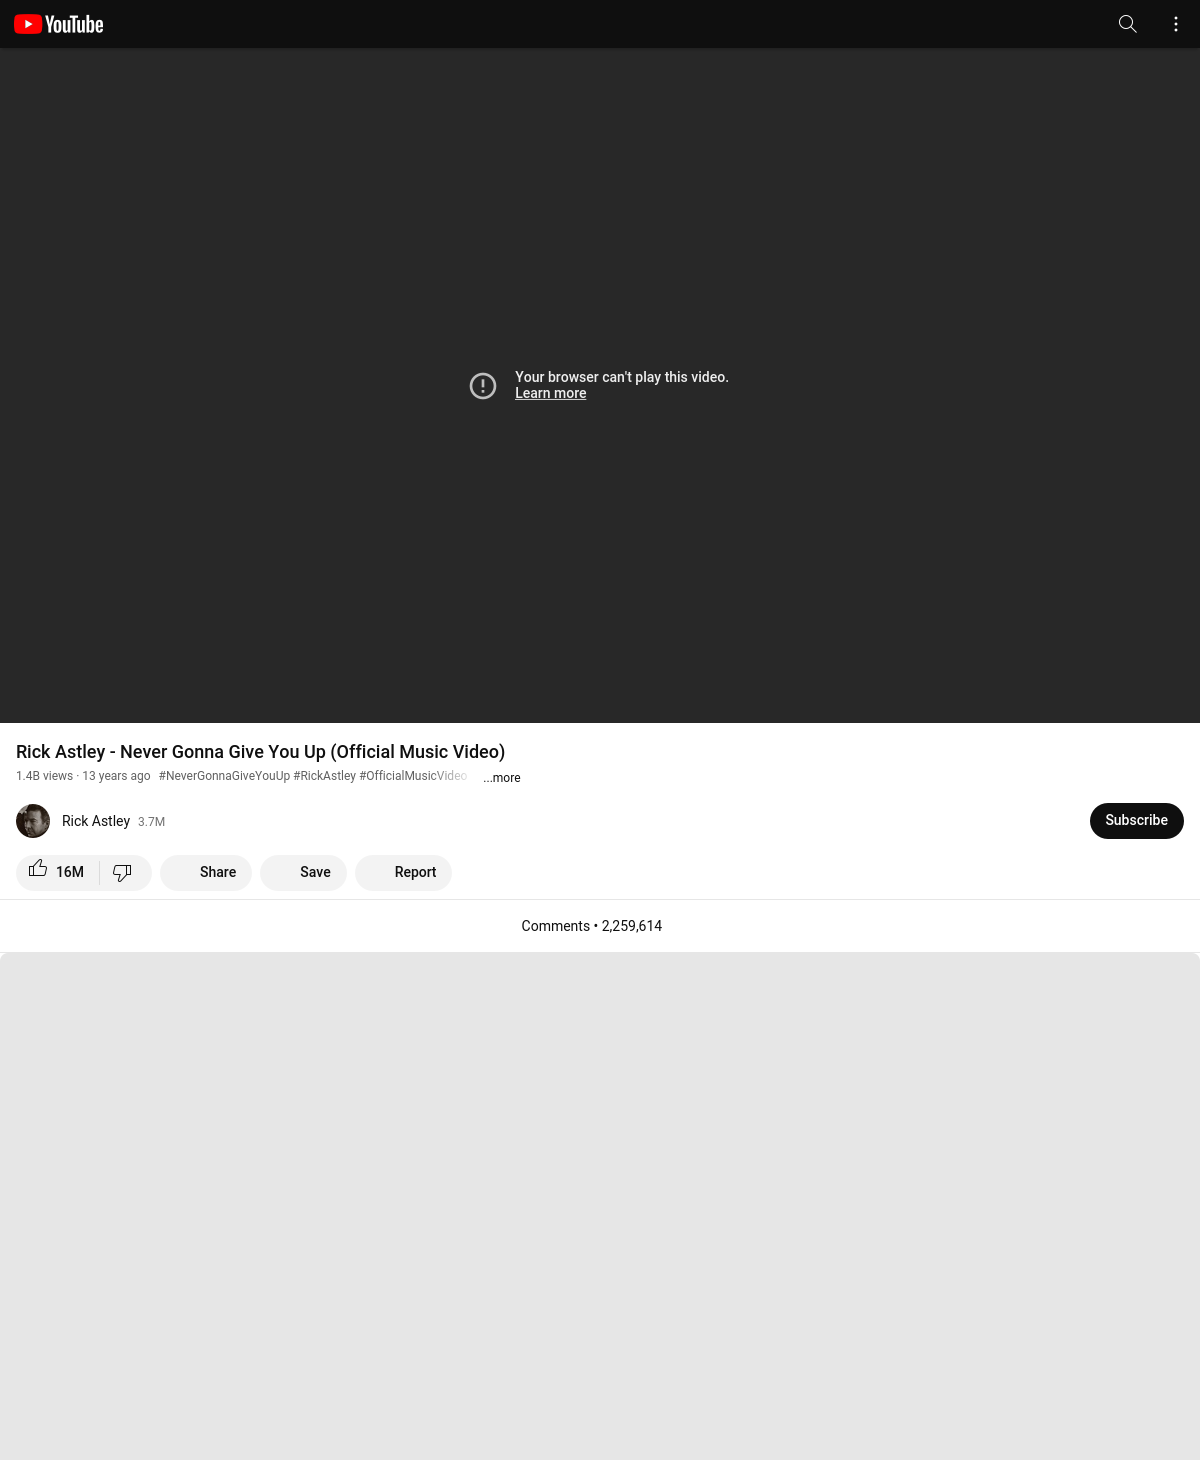 YouTube
Your browser can't play this video.
Learn more
Rick Astley - Never Gonna Give You Up (Official Music Video)
1.4B views · 13 years ago #NeverGonnaGiveYouUp #RickAstley #OfficialMusicVideo ...more
Rick Astley 3.7M
Subscribe
16M Share Save Report
Comments • 2,259,614